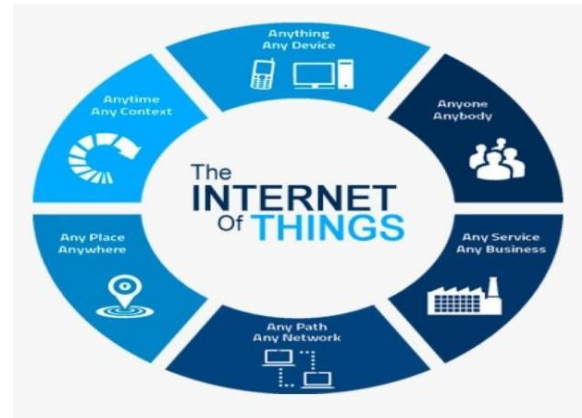 Anything
Any Device
Anyone
Anybody
Any Service
Any Business
Any Path
Any Network
Any Place
Anywhere
Anytime
Any Context
The
INTERNET
Of THINGS